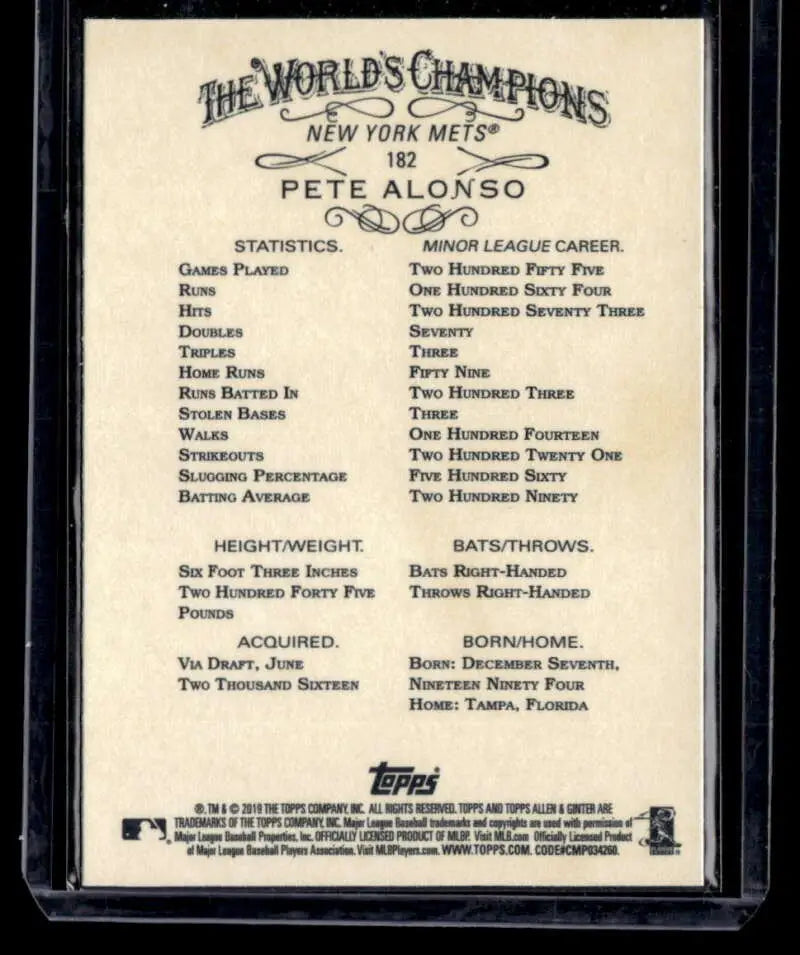 THE WORLD'S CHAMPIONS
NEW YORK METS®
182
PETE ALONSO
STATISTICS. MINOR LEAGUE CAREER.
GAMES PLAYED TWO HUNDRED FIFTY FIVE
RUNS ONE HUNDRED SIXTY FOUR
HITS TWO HUNDRED SEVENTY THREE
DOUBLES SEVENTY
TRIPLES THREE
HOME RUNS FIFTY NINE
RUNS BATTED IN TWO HUNDRED THREE
STOLEN BASES THREE
WALKS ONE HUNDRED FOURTEEN
STRIKEOUTS TWO HUNDRED TWENTY ONE
SLUGGING PERCENTAGE FIVE HUNDRED SIXTY
BATTING AVERAGE TWO HUNDRED NINETY
HEIGHT/WEIGHT. BATS/THROWS.
SIX FOOT THREE INCHES BATS RIGHT-HANDED
TWO HUNDRED FORTY FIVE THROWS RIGHT-HANDED
POUNDS
ACQUIRED. BORN/HOME.
VIA DRAFT, JUNE BORN: DECEMBER SEVENTH,
TWO THOUSAND SIXTEEN NINETEEN NINETY FOUR
HOME: TAMPA, FLORIDA
Topps
®, TM & © 2019 THE TOPPS COMPANY, INC. ALL RIGHTS RESERVED. TOPPS AND TOPPS ALLEN & GINTER ARE
TRADEMARKS OF THE TOPPS COMPANY, INC. Major League Baseball trademarks and copyrights are used with permission of
Major League Baseball Properties, Inc. OFFICIALLY LICENSED PRODUCT OF MLBP. Visit MLB.com Officially Licensed Product
of Major League Baseball Players Association. Visit MLBPlayers.com. WWW.TOPPS.COM. CODE#CMP034260.